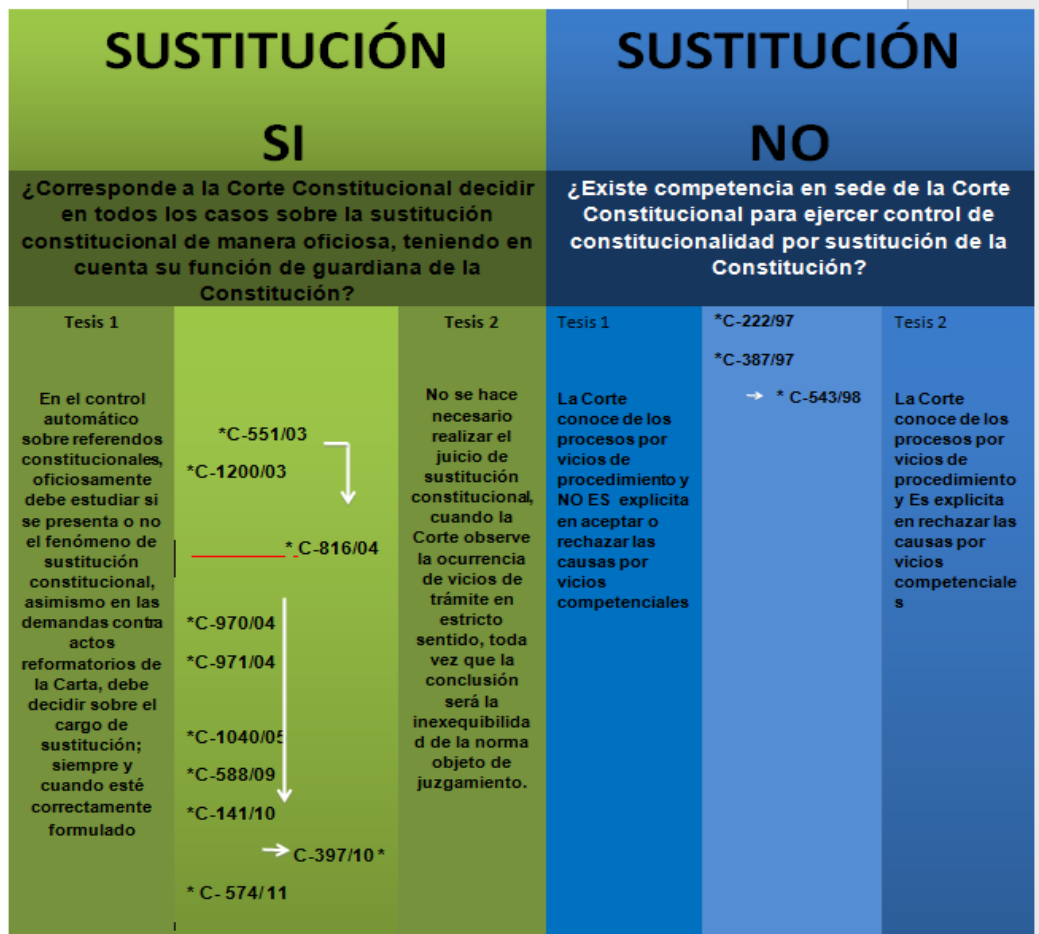 SUSTITUCIÓN
SI
¿Corresponde a la Corte Constitucional decidir
en todos los casos sobre la sustitución
constitucional de manera oficiosa, teniendo en
cuenta su función de guardiana de la
Constitución?
Tesis 1
En el control
automático
sobre referendos
constitucionales,
oficiosamente
debe estudiar si
se presenta o no
el fenómeno de
sustitución
constitucional,
asimismo en las
demandas contra
actos
reformatorios de
la Carta, debe
decidir sobre el
cargo de
sustitución;
siempre y
cuando esté
correctamente
formulado
*C-551/03
*C-1200/03
* C-816/04
*C-970/04
*C-971/04
*C-1040/05
*C-588/09
*C-141/10
C-397/10 *
* C- 574/11
Tesis 2
No se hace
necesario
realizar el
juicio de
sustitución
constitucional,
cuando la
Corte observe
la ocurrencia
de vicios de
trámite en
estricto
sentido, toda
vez que la
conclusión
será la
inexequibilida
d de la norma
objeto de
juzgamiento.
SUSTITUCIÓN
NO
¿Existe competencia en sede de la Corte
Constitucional para ejercer control de
constitucionalidad por sustitución de la
Constitución?
Tesis 1
La Corte
conoce de los
procesos por
vicios de
procedimiento y
NO ES explicita
en aceptar o
rechazar las
causas por
vicios
competenciales
*C-222/97
*C-387/97
* C-543/98
Tesis 2
La Corte
conoce de los
procesos por
vicios de
procedimiento
y Es explicita
en rechazar las
causas por
vicios
competenciale
s